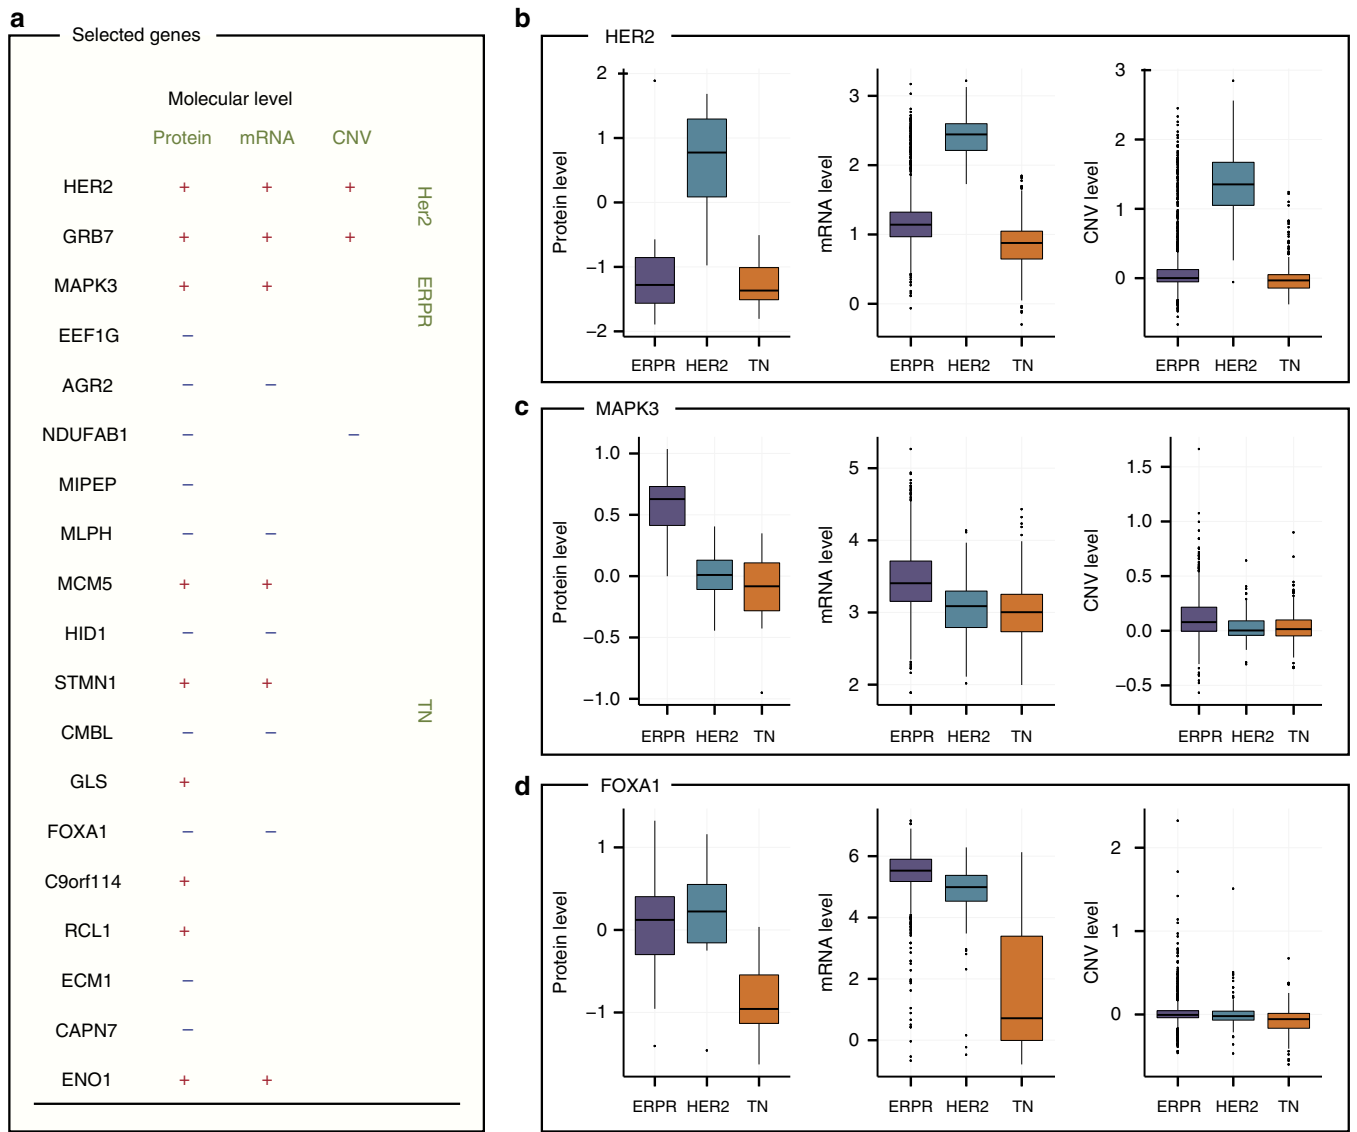 a
Selected genes
Molecular level
Protein mRNA CNV
HER2 + + +
GRB7 + + +
Her2
MAPK3 + +
ERPR
EEF1G −
AGR2 − −
NDUFAB1 − −
MIPEP −
MLPH − −
MCM5 + +
HID1 − −
STMN1 + +
TN
CMBL − −
GLS +
FOXA1 − −
C9orf114 +
RCL1 +
ECM1 −
CAPN7 −
ENO1 + +
b
HER2
Protein level
2
1
0
−1
−2
ERPR HER2 TN
mRNA level
3
2
1
0
ERPR HER2 TN
CNV level
3
2
1
0
ERPR HER2 TN
c
MAPK3
Protein level
1.0
0.5
0.0
−0.5
−1.0
ERPR HER2 TN
mRNA level
5
4
3
2
ERPR HER2 TN
CNV level
1.5
1.0
0.5
0.0
−0.5
ERPR HER2 TN
d
FOXA1
Protein level
1
0
−1
ERPR HER2 TN
mRNA level
6
4
2
0
ERPR HER2 TN
CNV level
2
1
0
ERPR HER2 TN